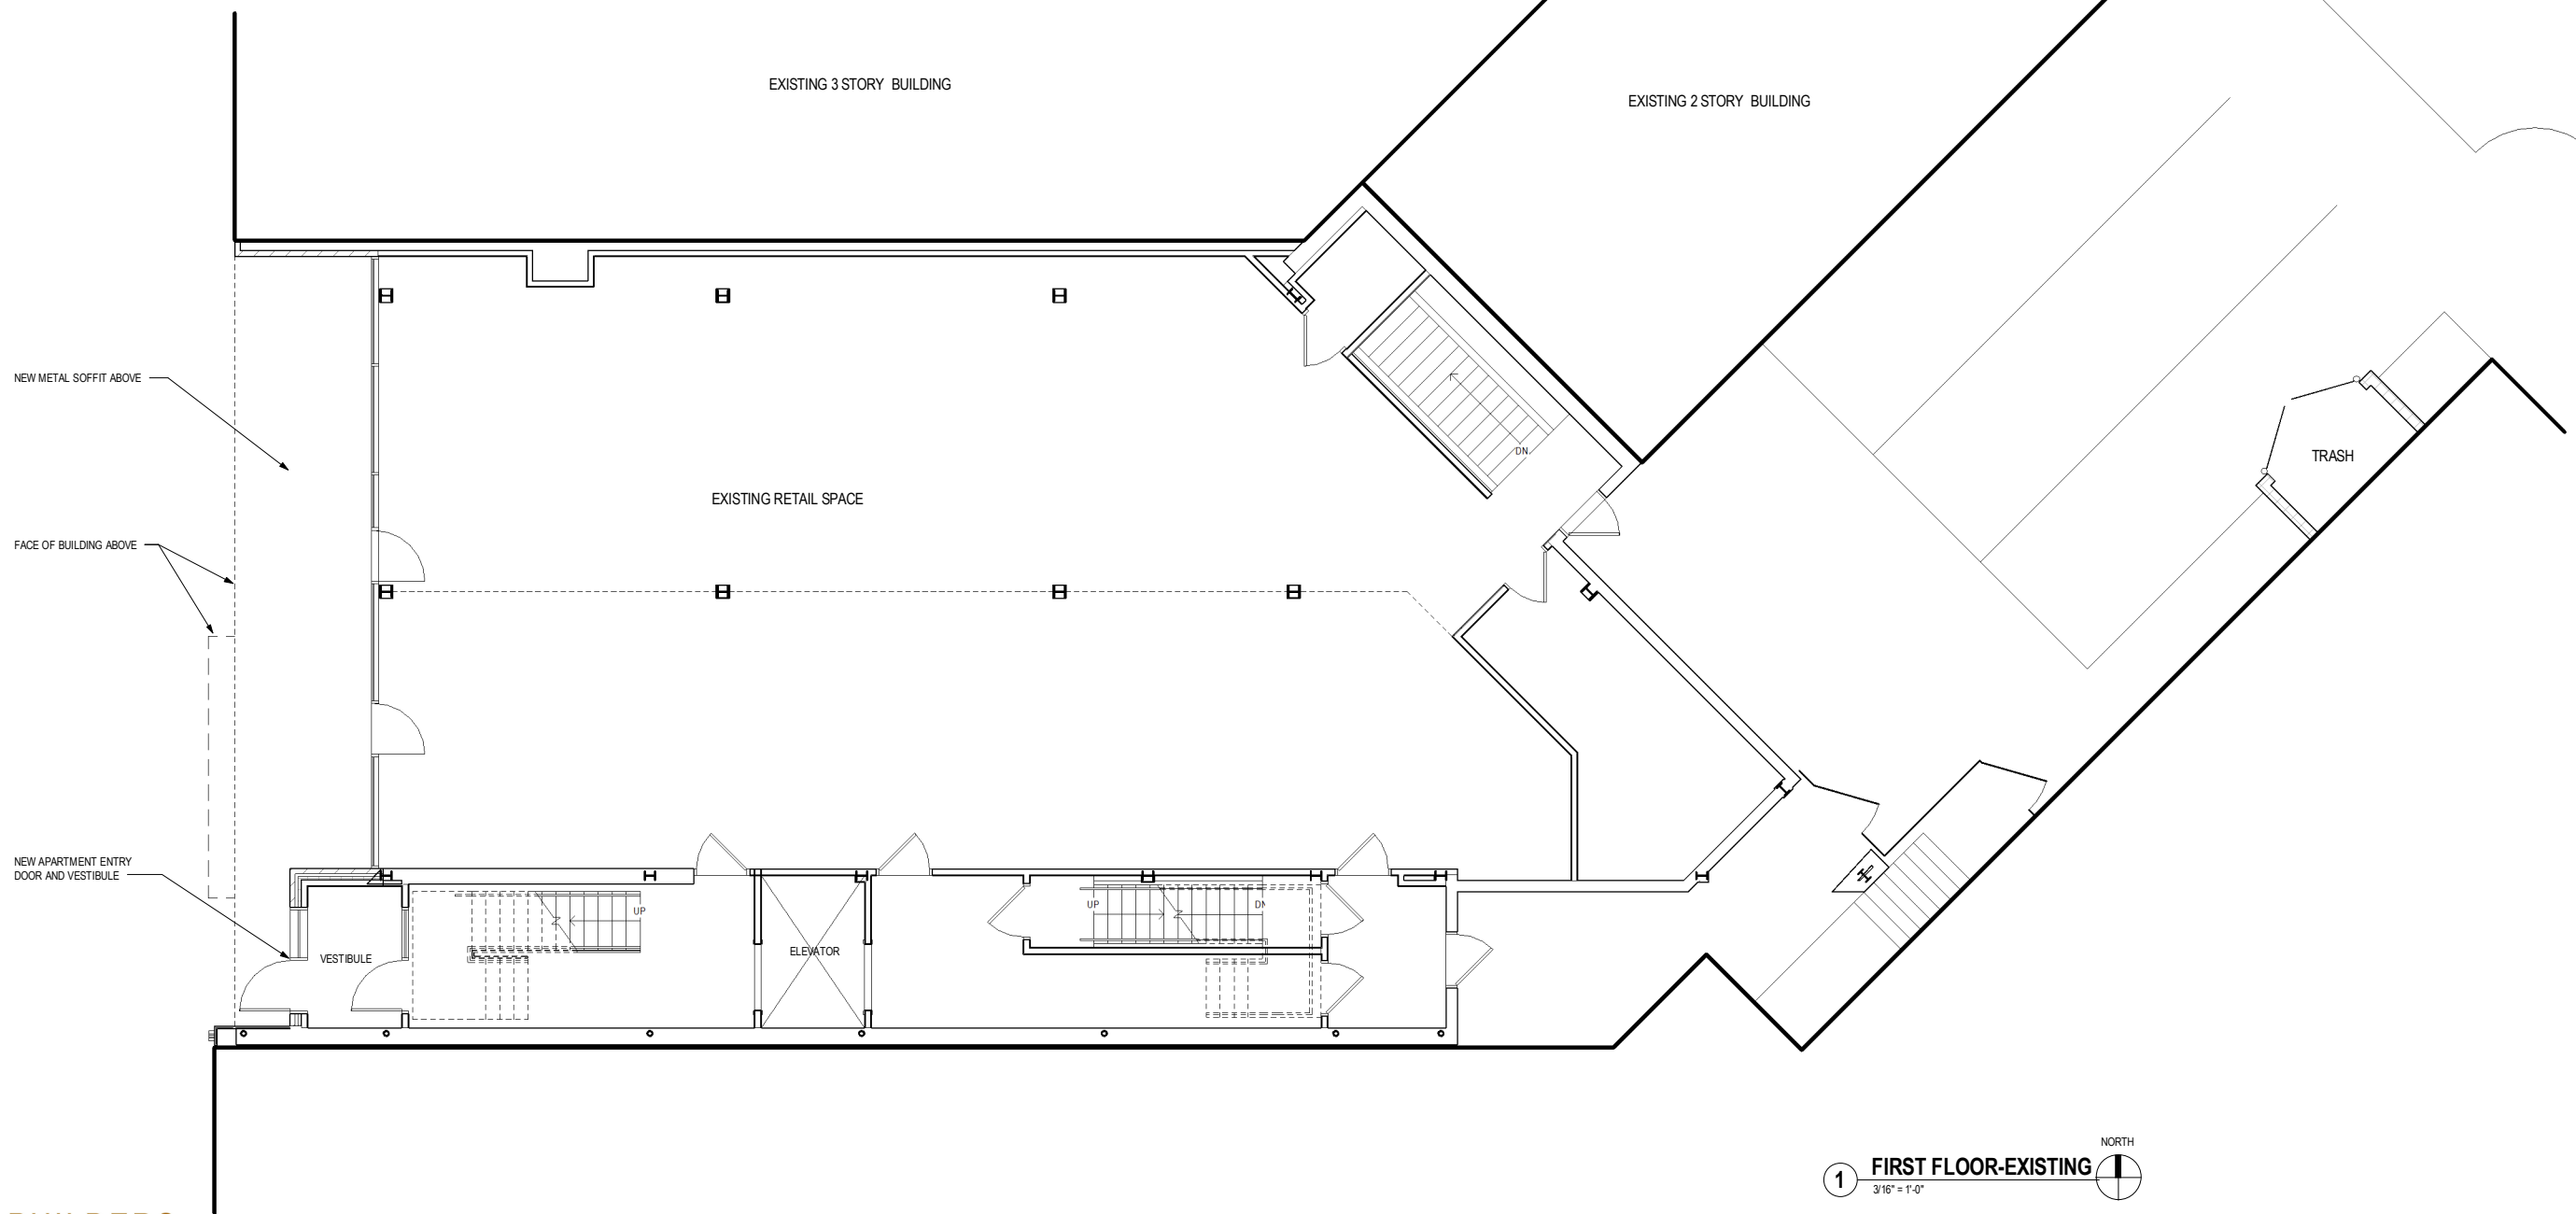 EXISTING 3 STORY BUILDING
EXISTING 2 STORY BUILDING
NEW METAL SOFFIT ABOVE
DN
TRASH
EXISTING RETAIL SPACE
FACE OF BUILDING ABOVE
NEW APARTMENT ENTRY
DOOR AND VESTIBULE
UP
UP
DN
VESTIBULE
ELEVATOR
NORTH
1
FIRST FLOOR-EXISTING
3/16" = 1'-0"